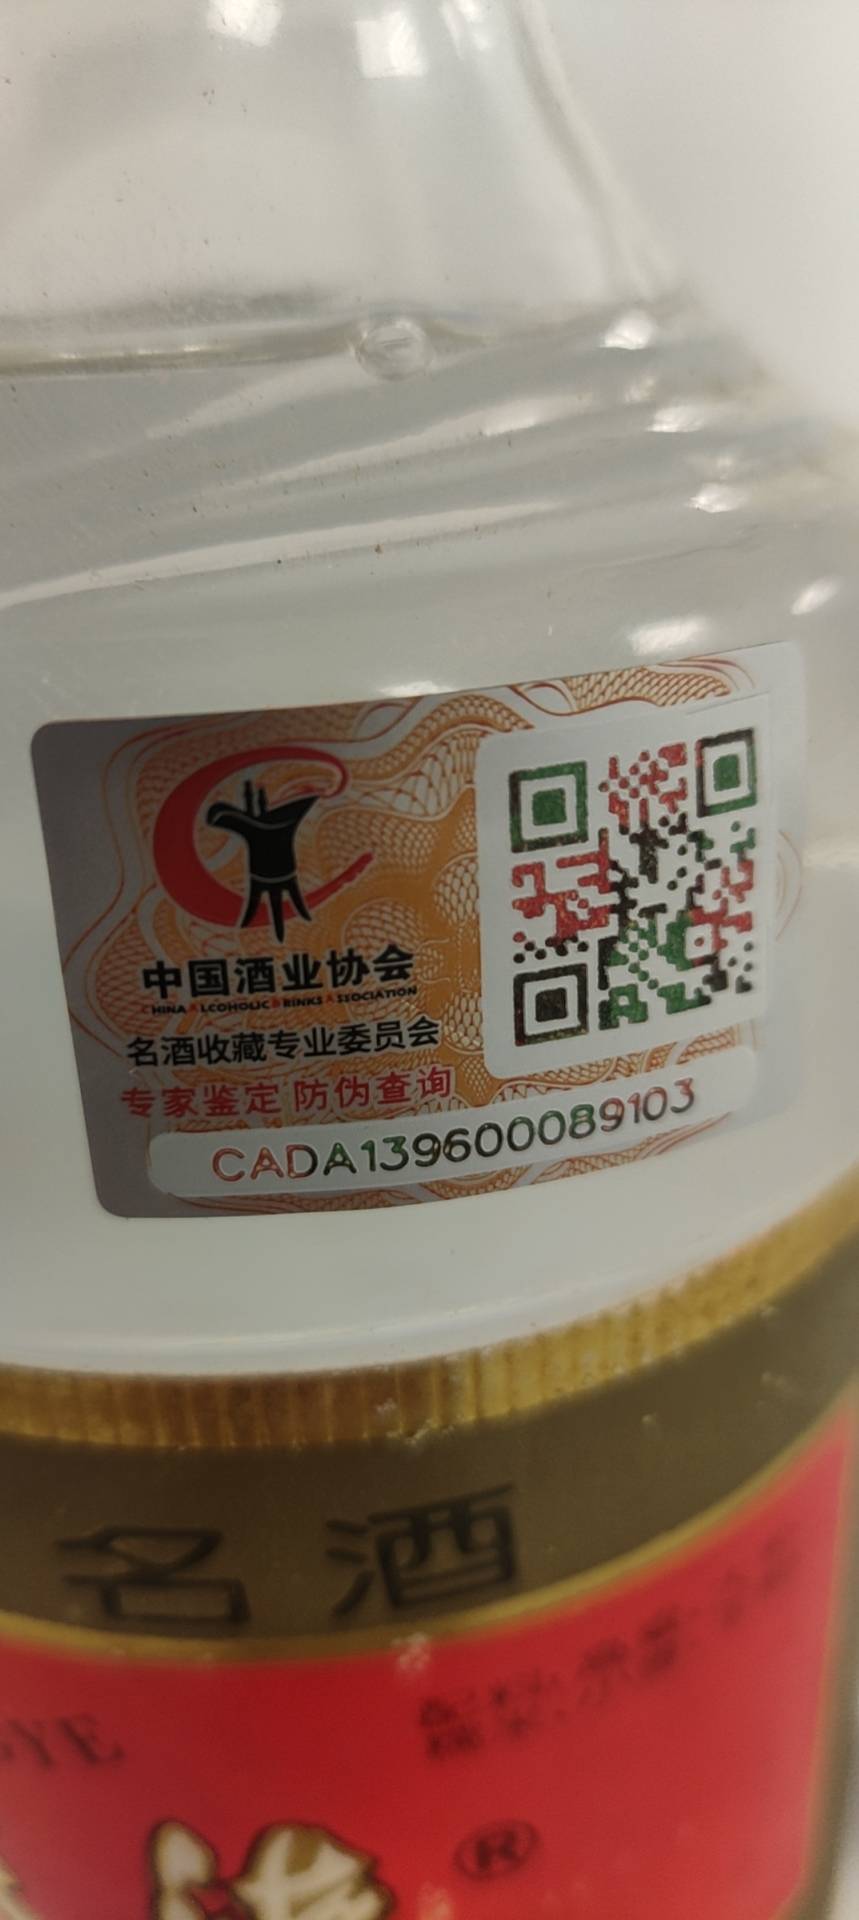 中国酒业协会
CHINA ALCOHOLIC DRINKS ASSOCIATION
名酒收藏专业委员会
专家鉴定 防伪查询
CADA139600089103
名酒
YE
®